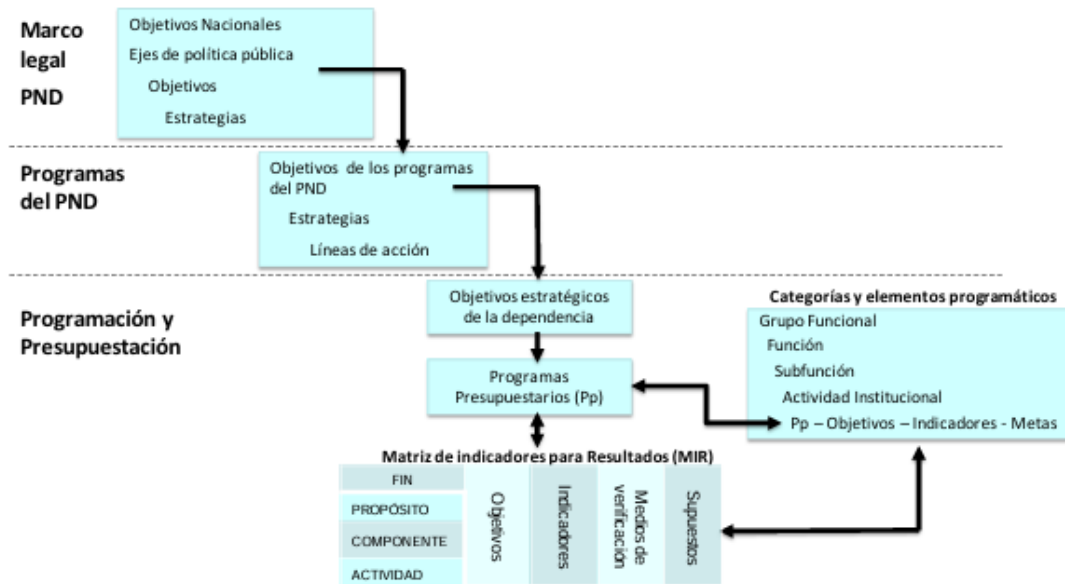 Marco
legal
PND
Objetivos Nacionales
Ejes de política pública
Objetivos
Estrategias
Programas
del PND
Objetivos de los programas
del PND
Estrategias
Líneas de acción
Programación y
Presupuestación
Objetivos estratégicos
de la dependencia
Programas
Presupuestarios (Pp)
Categorías y elementos programáticos
Grupo Funcional
Función
Subfunción
Actividad Institucional
Pp – Objetivos – Indicadores - Metas
Matriz de indicadores para Resultados (MIR)
FIN
PROPÓSITO
COMPONENTE
ACTIVIDAD
Objetivos
Indicadores
Medios de
verificación
Supuestos